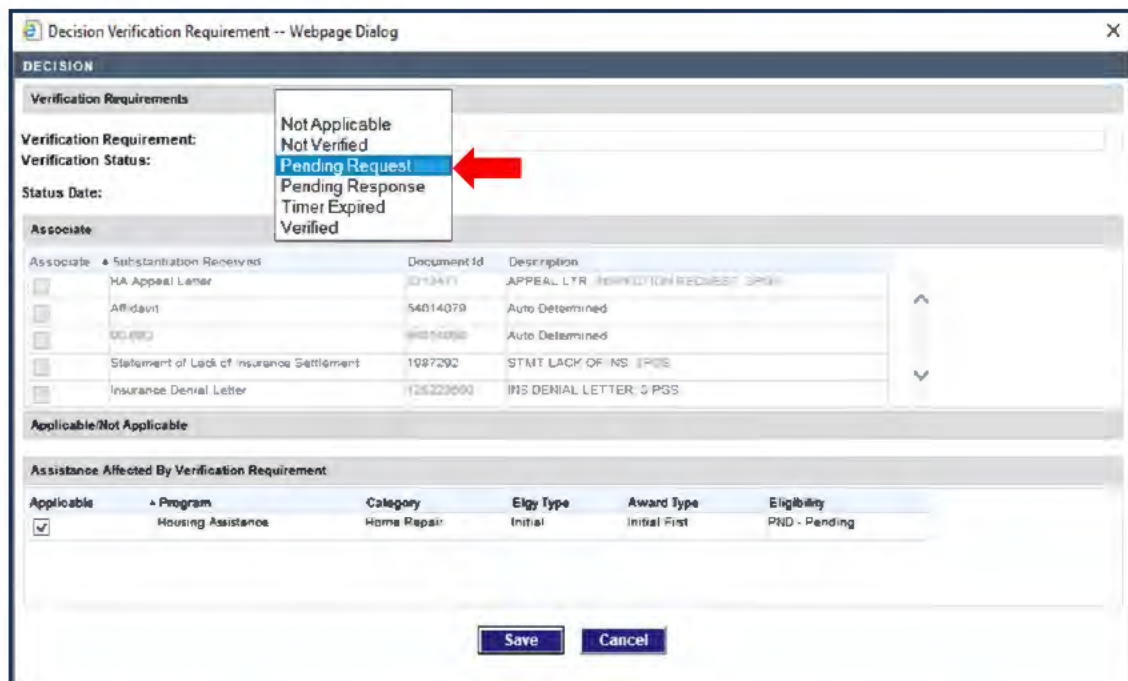 Decision Verification Requirement -- Webpage Dialog
DECISION
Verification Requirements
Verification Requirement:
Verification Status:
Status Date:
Not Applicable
Not Verified
Pending Request
Pending Response
Timer Expired
Verified
Associate
Associate Substantiation Received Document Id Description
HA Appeal Letter APPEAL LTR
Affidavit 54014079 Auto Determined
Auto Determined
Statement of Lack of Insurance Settlement 1987292 STMT LACK OF INS
Insurance Denial Letter INS DENIAL LETTER, 3 PGS
Applicable/Not Applicable
Assistance Affected By Verification Requirement
Applicable Program Category Elgy Type Award Type Eligibility
Housing Assistance Home Repair Initial Initial First PND - Pending
Save Cancel